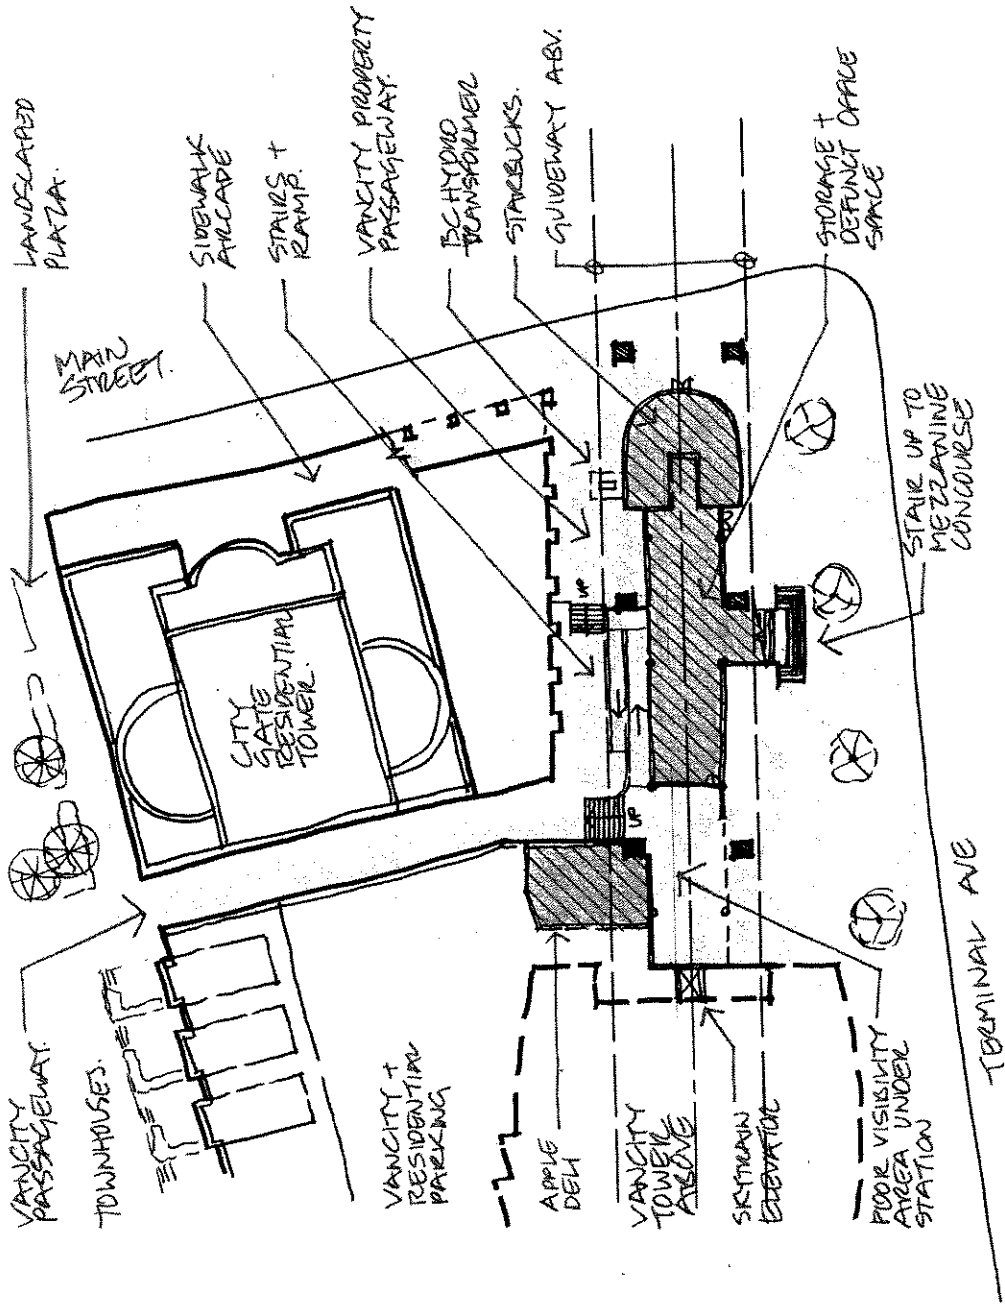 LANDSCAPED
PLAZA.
SIDEWALK
ARCADE
STAIRS +
RAMP.
VANCITY PROPERTY
PASSAGEWAY.
BC HYDRO
TRANSFORMER
STARBUCKS.
GUIDEWAY ABV.
STORAGE +
DEFUNCT OFFICE
SPACE
STAIR UP TO
MEZZANINE
CONCOURSE
MAIN
STREET.
CITY
GATE
RESIDENTIAL
TOWER.
UP
UP
VANCITY
PASSAGEWAY.
TOWNHOUSES.
VANCITY +
RESIDENTIAL
PARKING
APPLE
DELI
VANCITY
TOWER
ABOVE
SKYTRAIN
ELEVATOR
POOR VISIBILITY
AREA UNDER
STATION
TERMINAL AVE